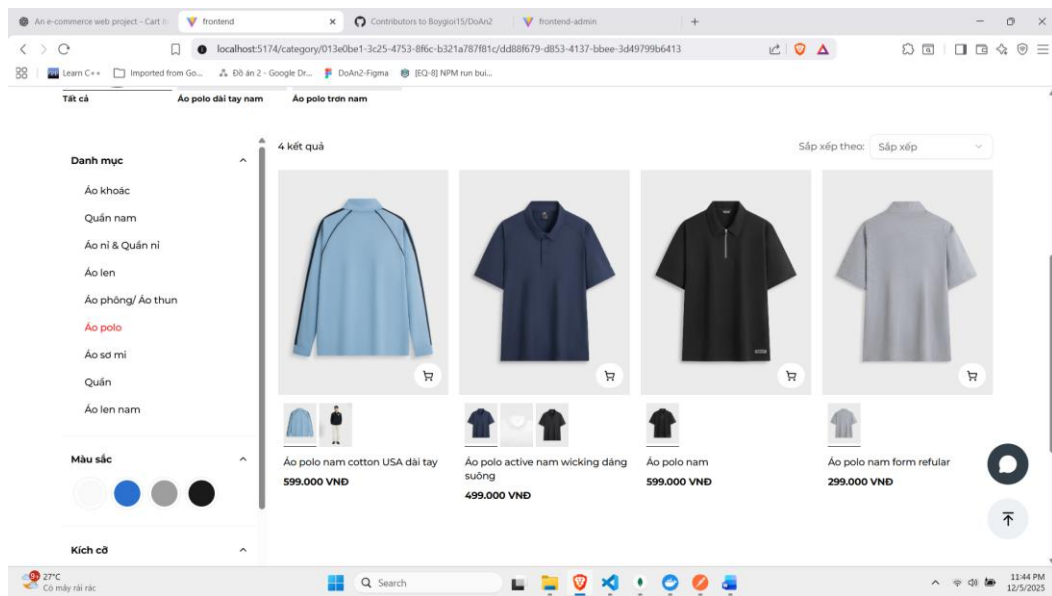 An e-commerce web project - Cart
frontend
Contributors to Boygioi15/DoAn2
frontend-admin
localhost:5174/category/013e0be1-3c25-4753-8f6c-b321a787f81c/dd88f679-d853-4137-bbee-3d49799b6413
Learn C++
Imported from Go...
Đồ án 2 - Google Dr...
DoAn2-Figma
[EQ-8] NPM run bui...
Tất cả
Áo polo dài tay nam
Áo polo trơn nam
4 kết quả
Sắp xếp theo:
Sắp xếp
Danh mục
Áo khoác
Quần nam
Áo nỉ & Quần nỉ
Áo len
Áo phông/ Áo thun
Áo polo
Áo sơ mi
Quần
Áo len nam
Màu sắc
Kích cỡ
Áo polo nam cotton USA dài tay
599.000 VNĐ
Áo polo active nam wicking dáng
suông
499.000 VNĐ
Áo polo nam
599.000 VNĐ
Áo polo nam form refular
299.000 VNĐ
9+
27°C
Có mây rải rác
Search
11:44 PM
12/5/2025